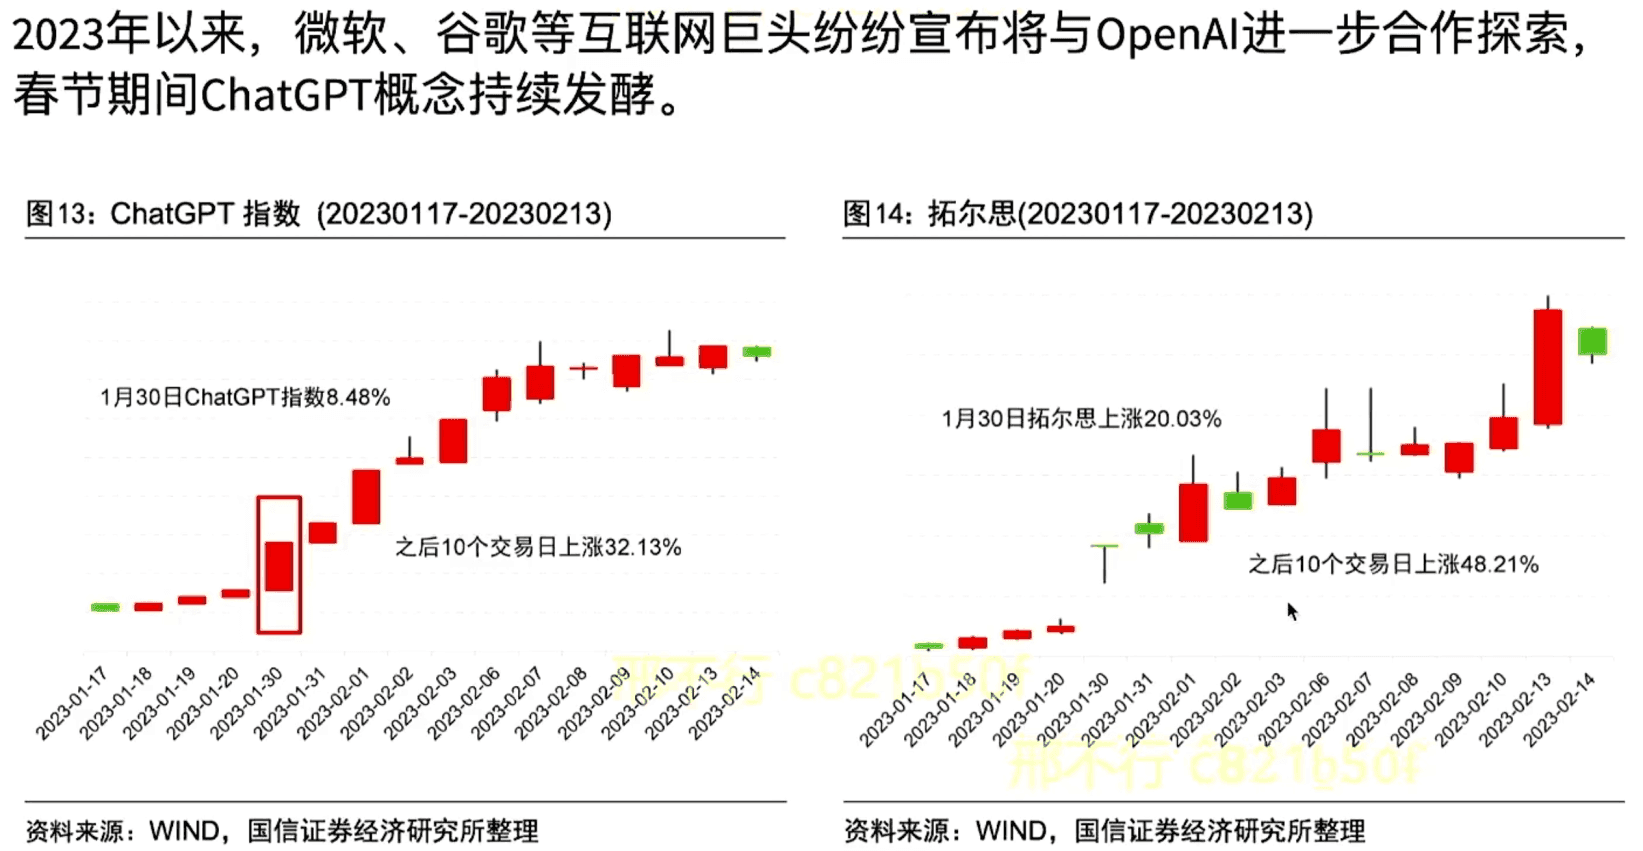 2023年以来，微软、谷歌等互联网巨头纷纷宣布将与OpenAI进一步合作探索，
春节期间ChatGPT概念持续发酵。
图13：ChatGPT 指数 (20230117-20230213)
1月30日ChatGPT指数8.48%
之后10个交易日上涨32.13%
2023-01-17
2023-01-18
2023-01-19
2023-01-20
2023-01-30
2023-01-31
2023-02-01
2023-02-02
2023-02-03
2023-02-06
2023-02-07
2023-02-08
2023-02-09
2023-02-10
2023-02-13
2023-02-14
资料来源：WIND，国信证券经济研究所整理
图14：拓尔思(20230117-20230213)
1月30日拓尔思上涨20.03%
之后10个交易日上涨48.21%
2023-01-17
2023-01-18
2023-01-19
2023-01-20
2023-01-30
2023-01-31
2023-02-01
2023-02-02
2023-02-03
2023-02-06
2023-02-07
2023-02-08
2023-02-09
2023-02-10
2023-02-13
2023-02-14
资料来源：WIND，国信证券经济研究所整理
邢不行 c821b50f
邢不行 c821b50f